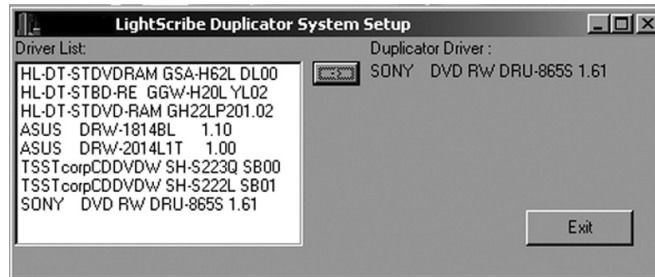 LightScribe Duplicator System Setup
Driver List:
Duplicator Driver :
HL-DT-STDVDRAM GSA-H62L DL00
SONY DVD RW DRU-865S 1.61
HL-DT-STBD-RE GGW-H20L YL02
HL-DT-STDVD-RAM GH22LP201.02
ASUS DRW-1814BL 1.10
ASUS DRW-2014L1T 1.00
TSSTcorpCDDVDW SH-S223Q SB00
TSSTcorpCDDVDW SH-S222L SB01
SONY DVD RW DRU-865S 1.61
Exit